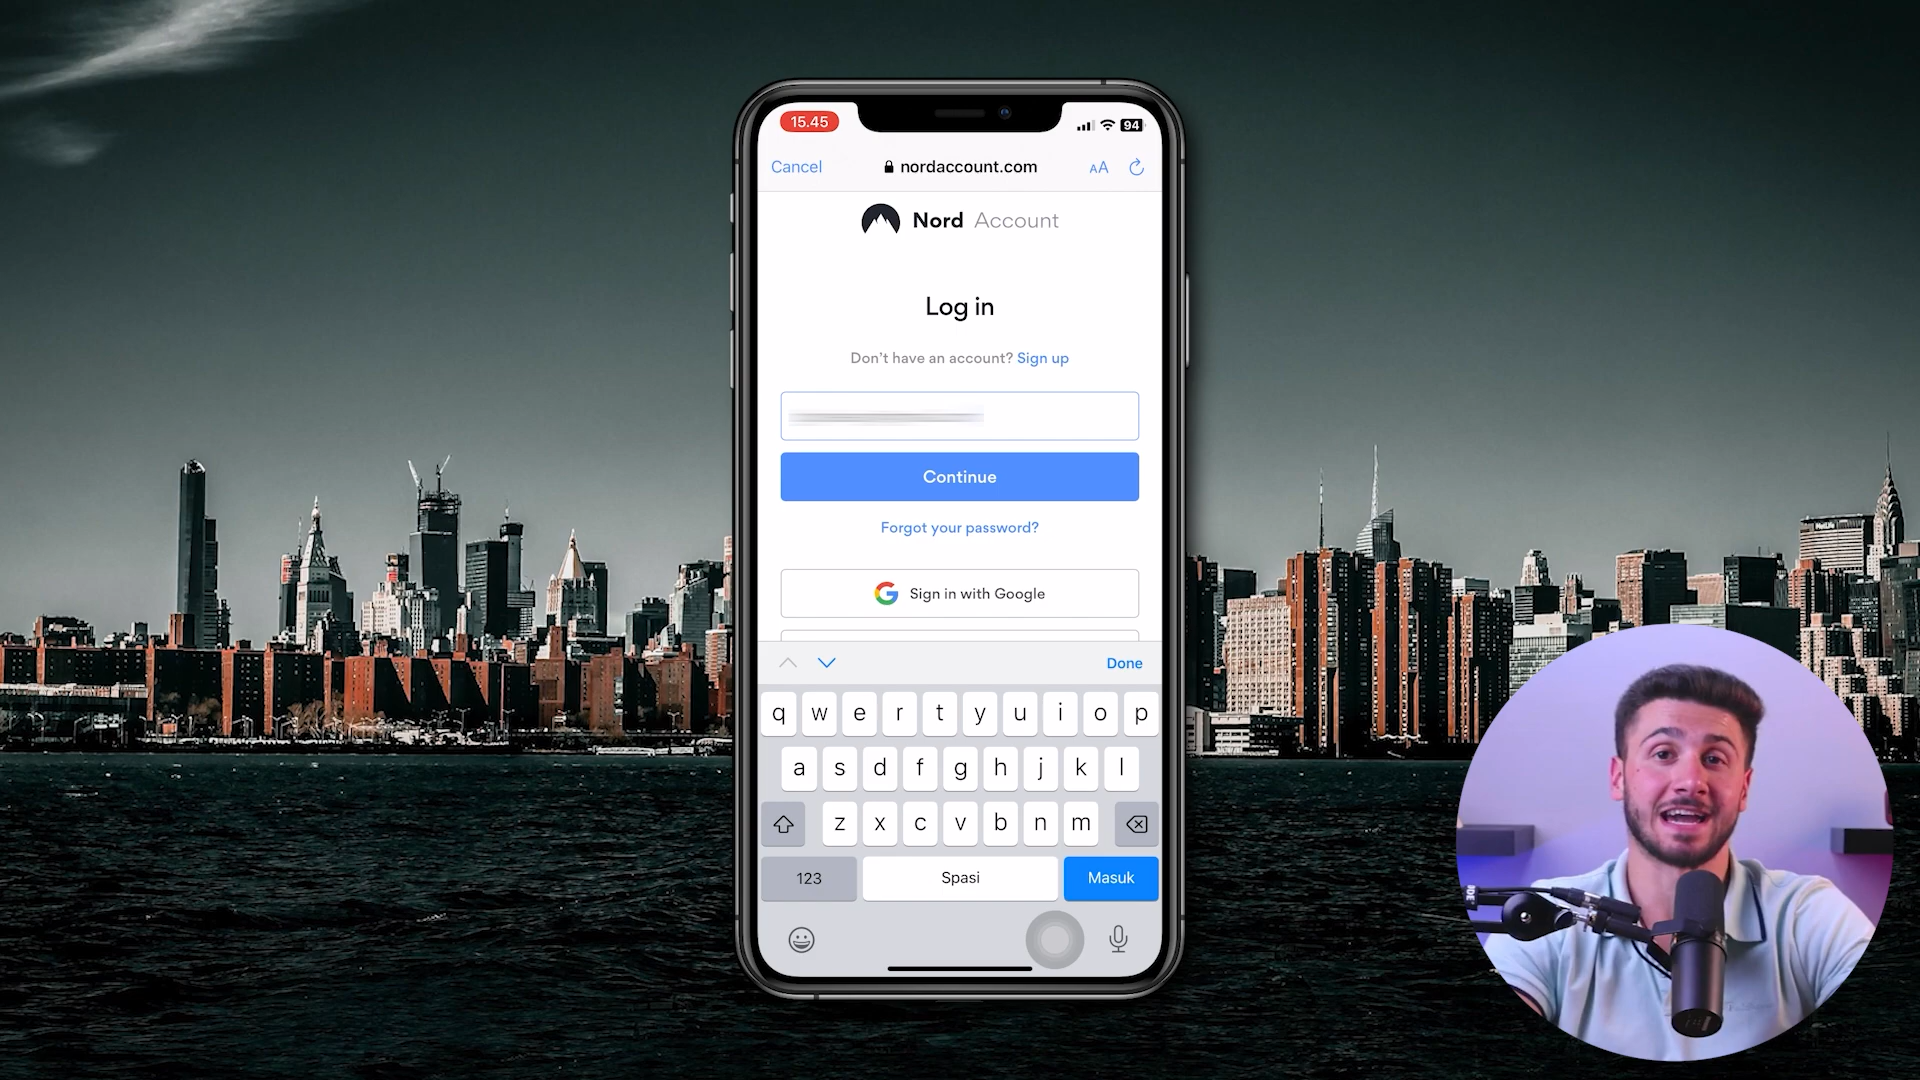 15.45
94
Cancel
nordaccount.com
AA
Nord Account
Log in
Don't have an account? Sign up
Continue
Forgot your password?
Sign in with Google
Done
q w e r t y u i o p
a s d f g h j k l
z x c v b n m
123
Spasi
Masuk
MetLife